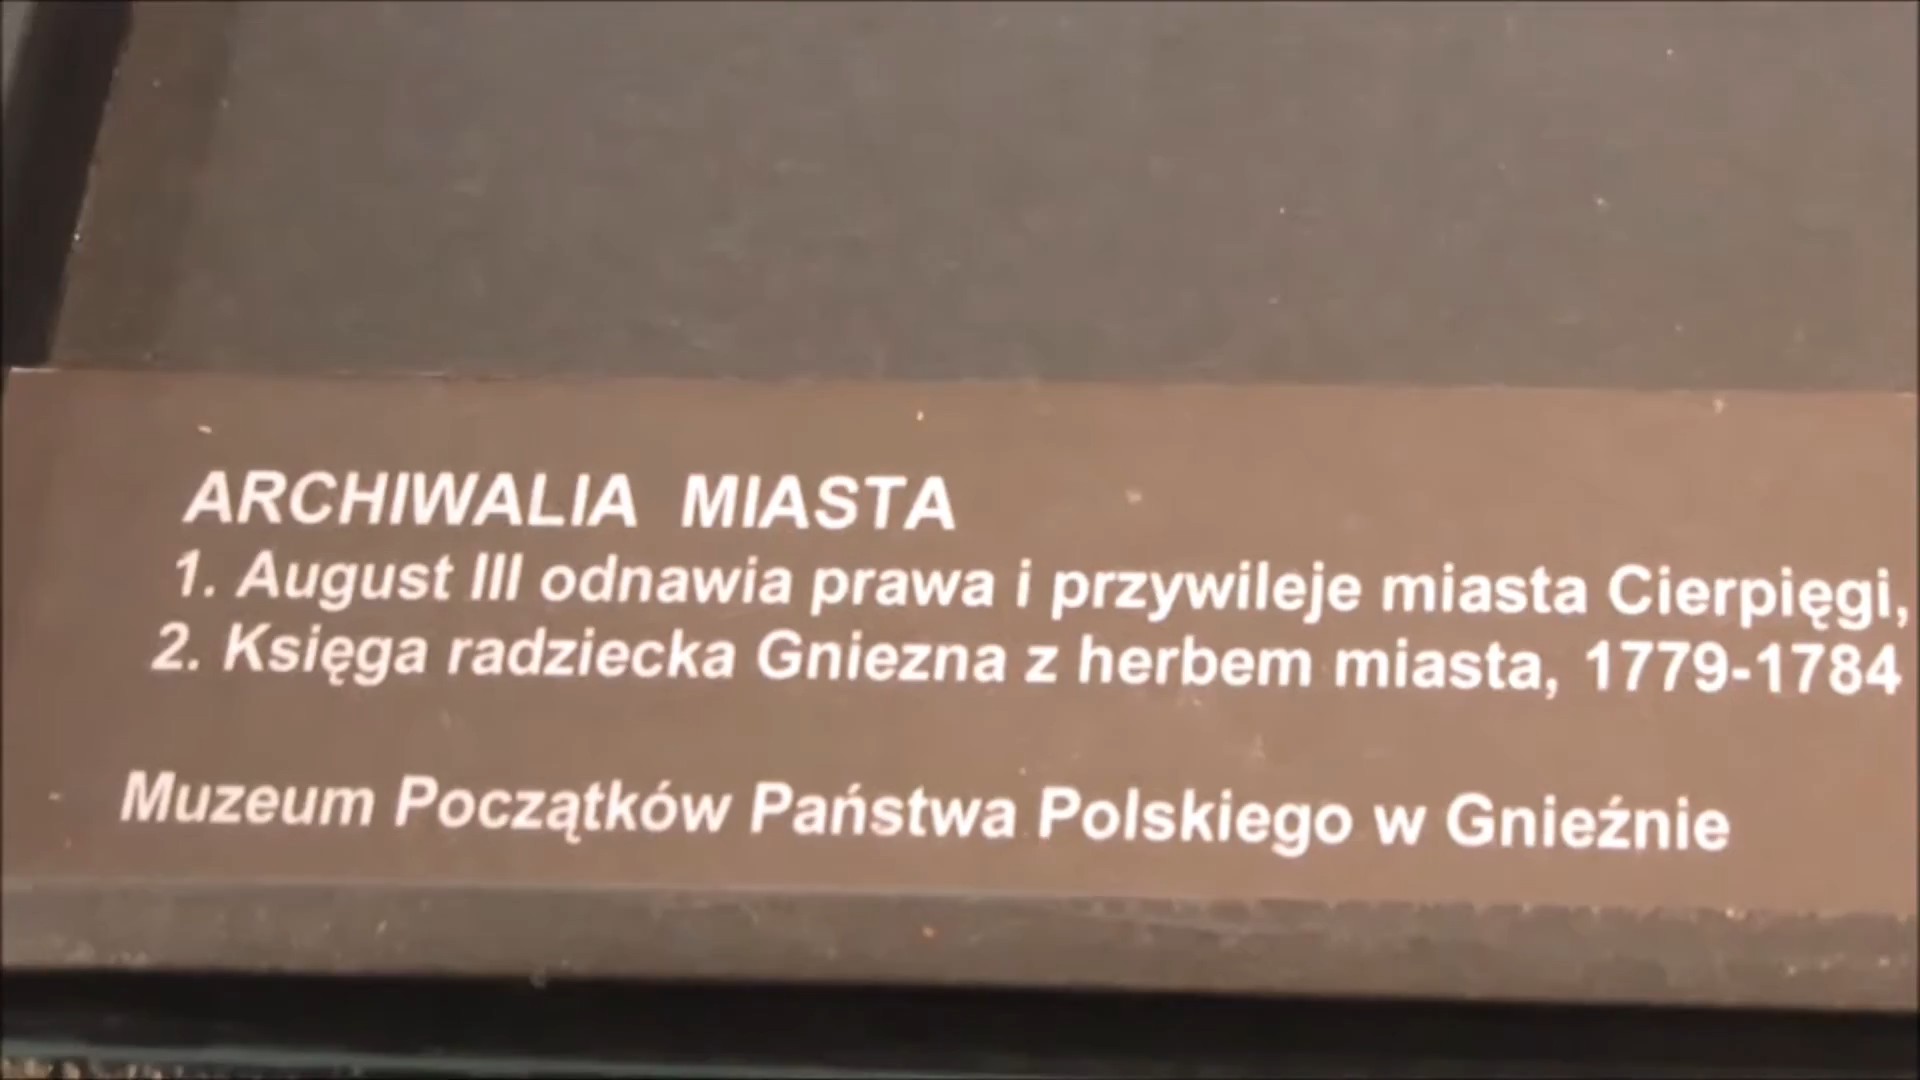 ARCHIWALIA MIASTA
1. August III odnawia prawa i przywileje miasta Cierpięgi,
2. Księga radziecka Gniezna z herbem miasta, 1779-1784
Muzeum Początków Państwa Polskiego w Gnieźnie